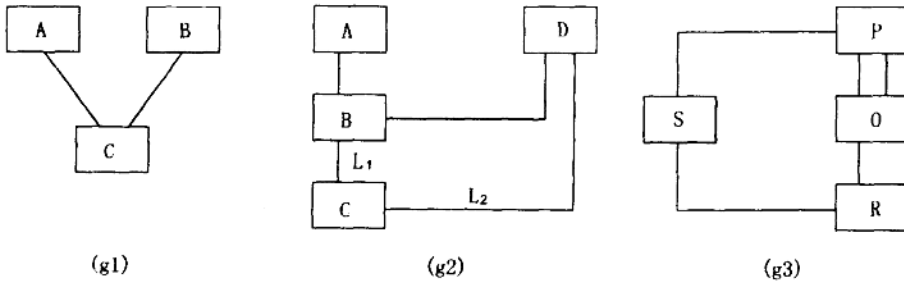 A B A D P
B S O
C L₁
C L₂ R
(g1) (g2) (g3)